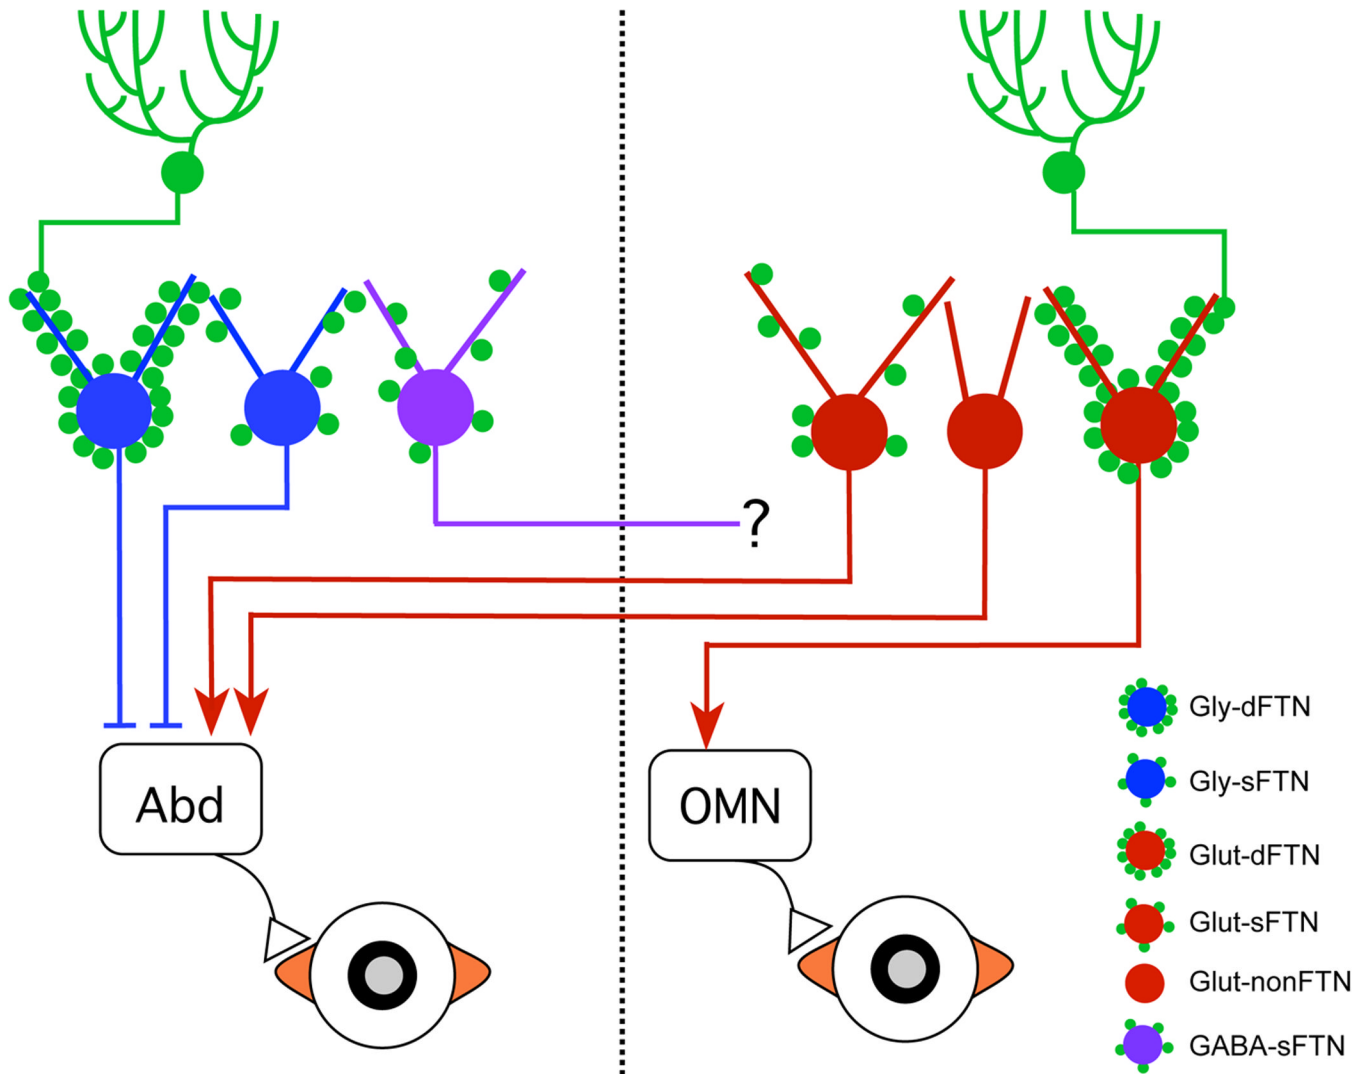 ?
Abd
OMN
Gly-dFTN
Gly-sFTN
Glut-dFTN
Glut-sFTN
Glut-nonFTN
GABA-sFTN